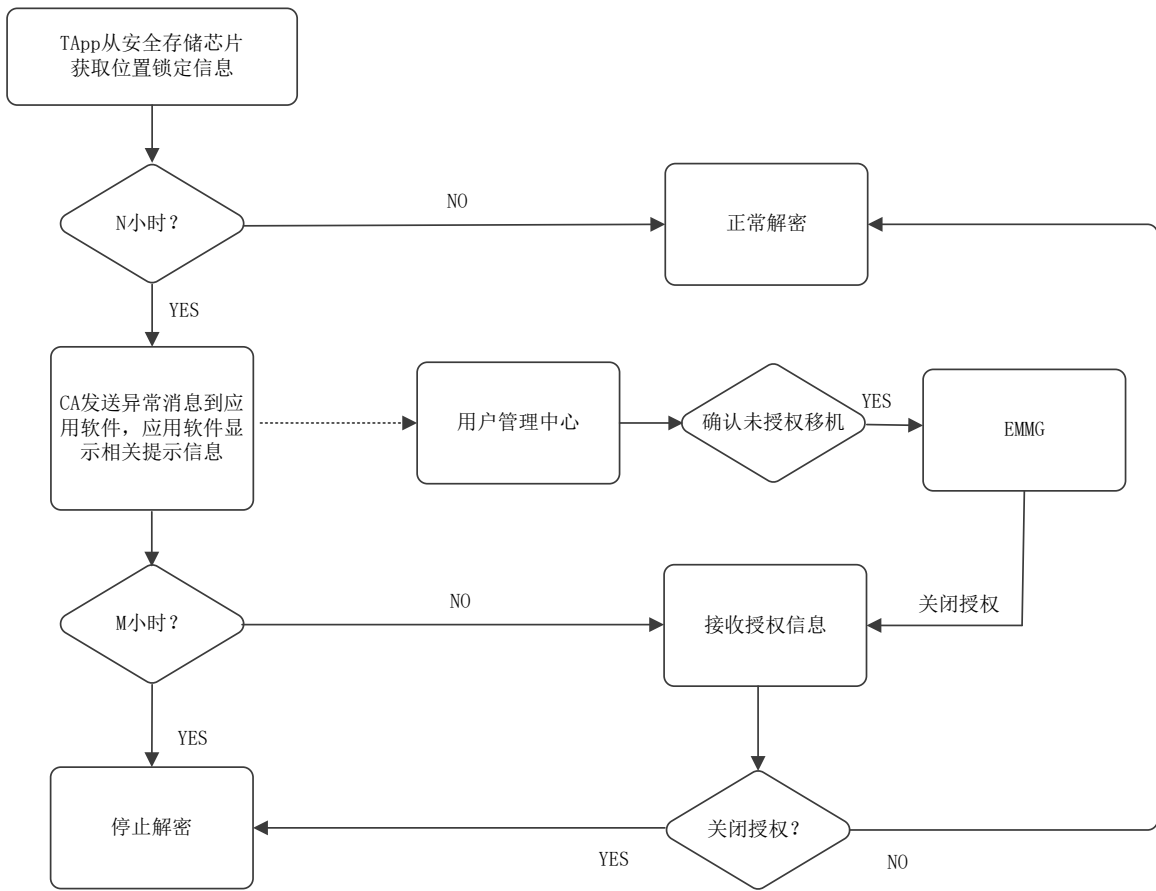 TApp从安全存储芯片
获取位置锁定信息
N小时？
NO
正常解密
YES
CA发送异常消息到应
用软件，应用软件显
示相关提示信息
用户管理中心
确认未授权移机
YES
EMMG
M小时？
NO
接收授权信息
关闭授权
YES
停止解密
关闭授权？
YES
NO